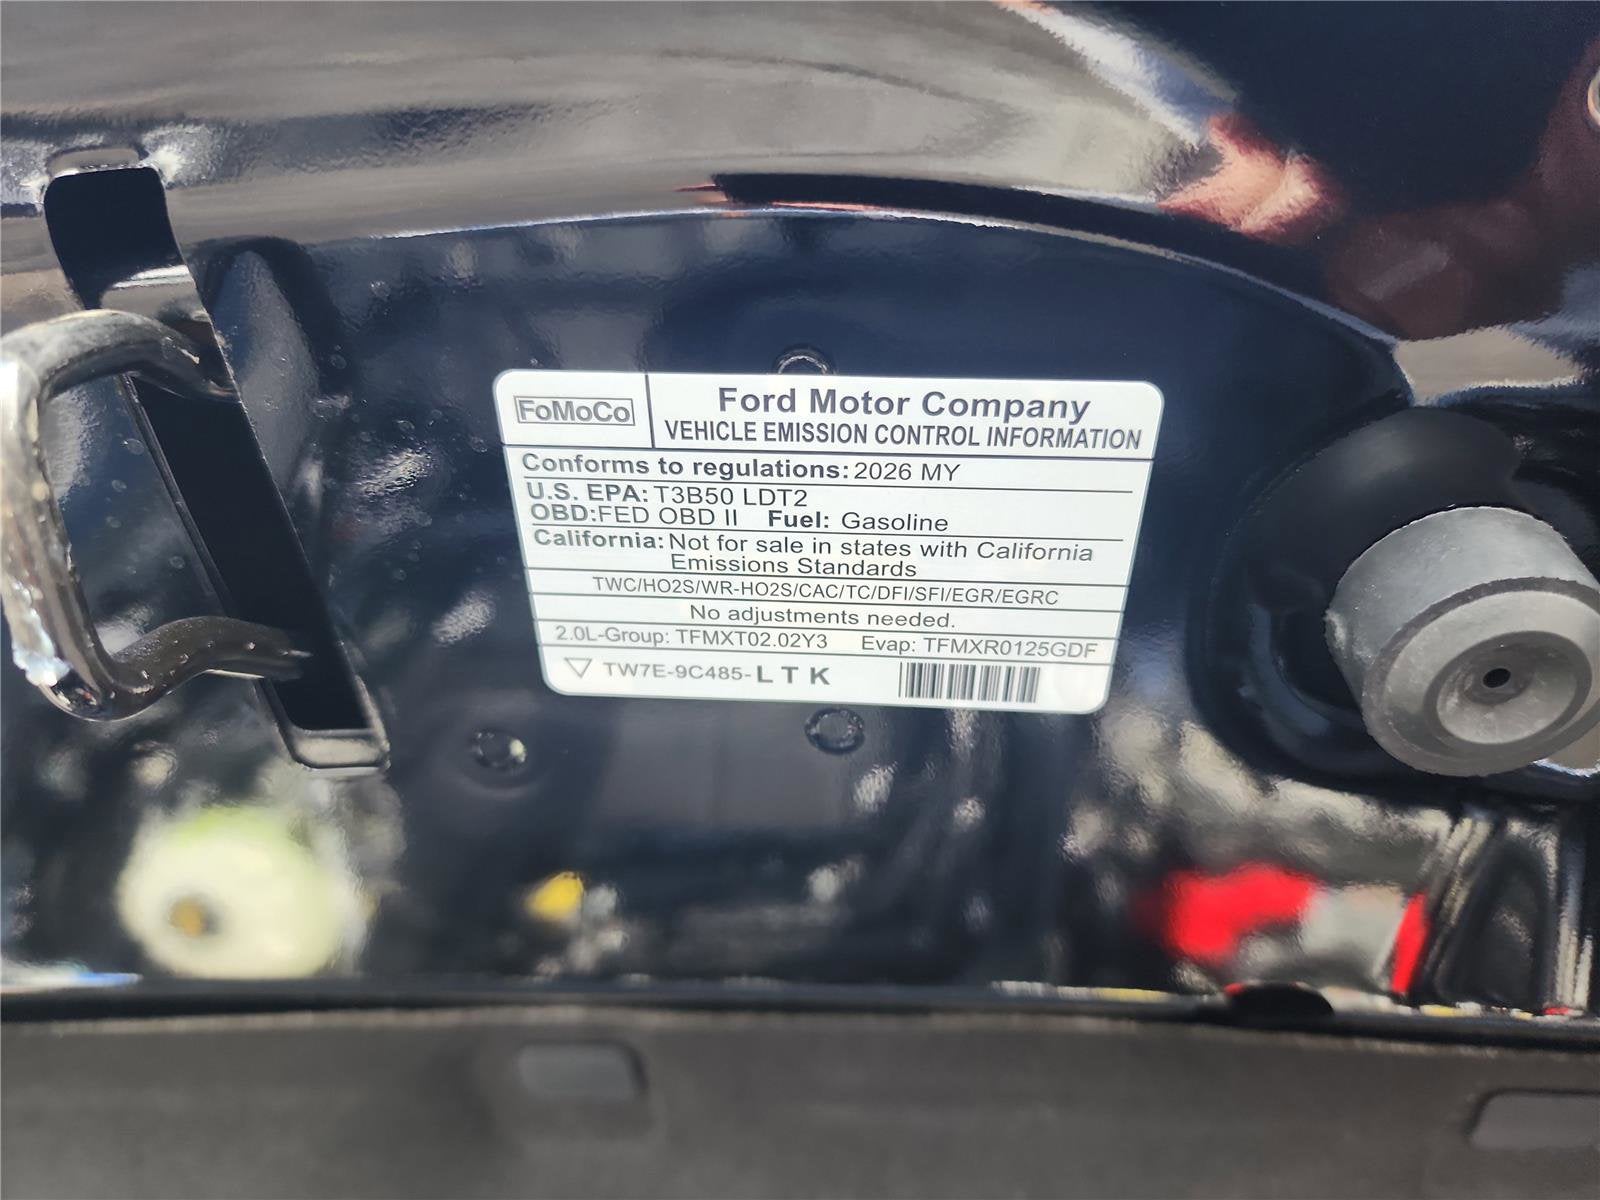 FoMoCo
Ford Motor Company
VEHICLE EMISSION CONTROL INFORMATION
Conforms to regulations: 2026 MY
U.S. EPA: T3B50 LDT2
OBD:FED OBD II Fuel: Gasoline
California: Not for sale in states with California
Emissions Standards
TWC/HO2S/WR-HO2S/CAC/TC/DFI/SFI/EGR/EGRC
No adjustments needed.
2.0L-Group: TFMXT02.02Y3 Evap: TFMXR0125GDF
TW7E-9C485-LTK